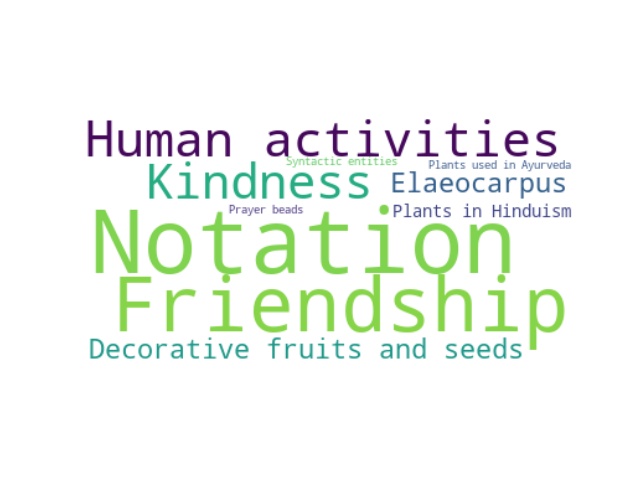 Human activities
Syntactic entities
Plants used in Ayurveda
Kindness
Elaeocarpus
Prayer beads
Plants in Hinduism
Notation
Friendship
Decorative fruits and seeds